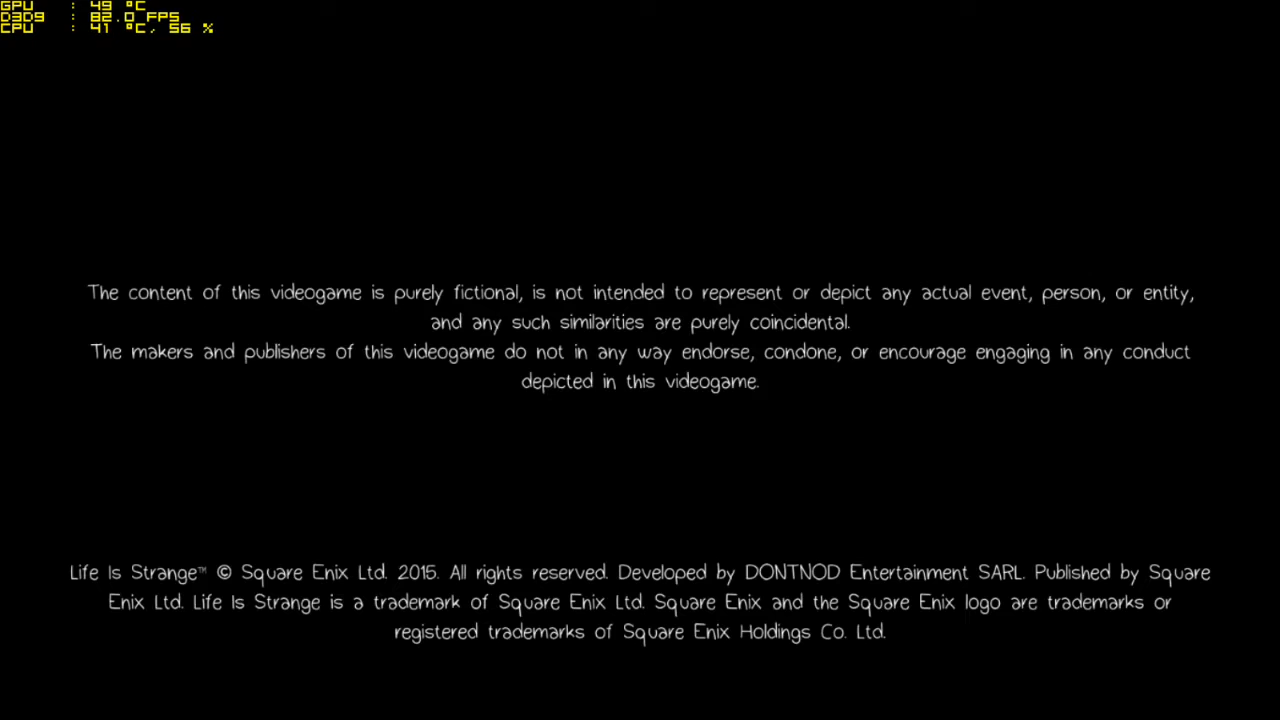 GPU : 49 °C
D3D9 : 82.0 FPS
CPU : 41 °C, 56 %
The content of this videogame is purely fictional, is not intended to represent or depict any actual event, person, or entity,
and any such similarities are purely coincidental.
The makers and publishers of this videogame do not in any way endorse, condone, or encourage engaging in any conduct
depicted in this videogame.
Life Is Strange™ © Square Enix Ltd. 2015. All rights reserved. Developed by DONTNOD Entertainment SARL. Published by Square
Enix Ltd. Life Is Strange is a trademark of Square Enix Ltd. Square Enix and the Square Enix logo are trademarks or
registered trademarks of Square Enix Holdings Co. Ltd.